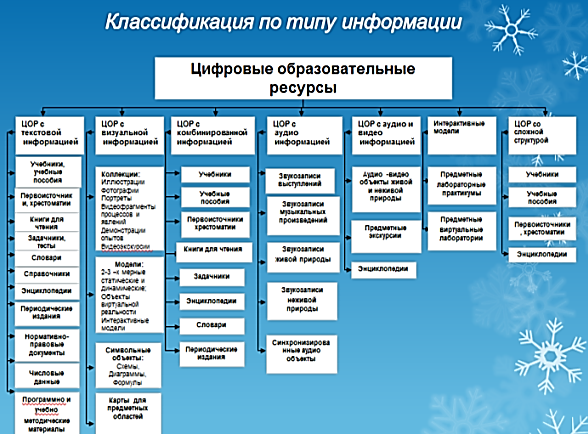 Классификация по типу информации
Цифровые образовательные
ресурсы
ЦОР с
текстовой
информацией
Учебники,
учебные
пособия
Первоисточник
и, хрестоматии
Книги для
чтения
Задачники,
тесты
Словари
Справочники
Энциклопедии
Периодические
издания
Нормативно-
правовые
документы
Числовые
данные
Программно и
учебно
методические
материалы
ЦОР с
визуальной
информацией
Коллекции:
Иллюстрации
Фотографии
Портреты
Видеофрагменты
процессов и
явлений
Демонстрации
опытов
Видеоэкскурсии
Модели:
2-3 -х мерные
статические и
динамические;
Объекты
виртуальной
реальности
Интерактивные
модели
Символьные
объекты:
Схемы,
Диаграммы,
Формулы
Карты для
предметных
областей
ЦОР с
комбинированной
информацией
Учебники
Учебные
пособия
Первоисточники
хрестоматии
Книги для чтения
Задачники
Энциклопедии
Словари
Периодические
издания
ЦОР с
аудио
информацией
Звукозаписи
выступлений
Звукозаписи
музыкальных
произведений
Звукозаписи
живой природы
Звукозаписи
неживой
природы
Синхронизирова
нные аудио
объекты
ЦОР с аудио и
видео
информацией
Аудио -видео
объекты живой
и неживой
природы
Предметные
экскурсии
Энциклопедии
Интерактивные
модели
Предметные
лабораторные
практикумы
Предметные
виртуальные
лаборатории
ЦОР со
сложной
структурой
Учебники
Учебные
пособия
Первоисточники
, хрестоматии
Энциклопедии